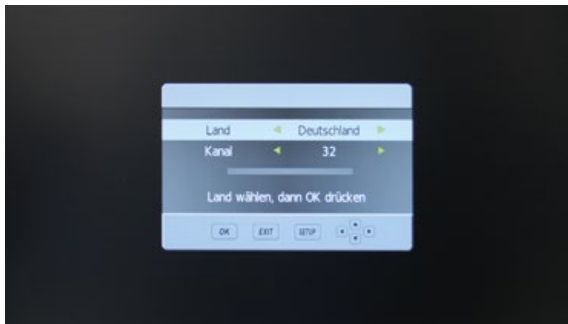 Land Deutschland
Kanal 32
Land wählen, dann OK drücken
OK EXIT SETUP